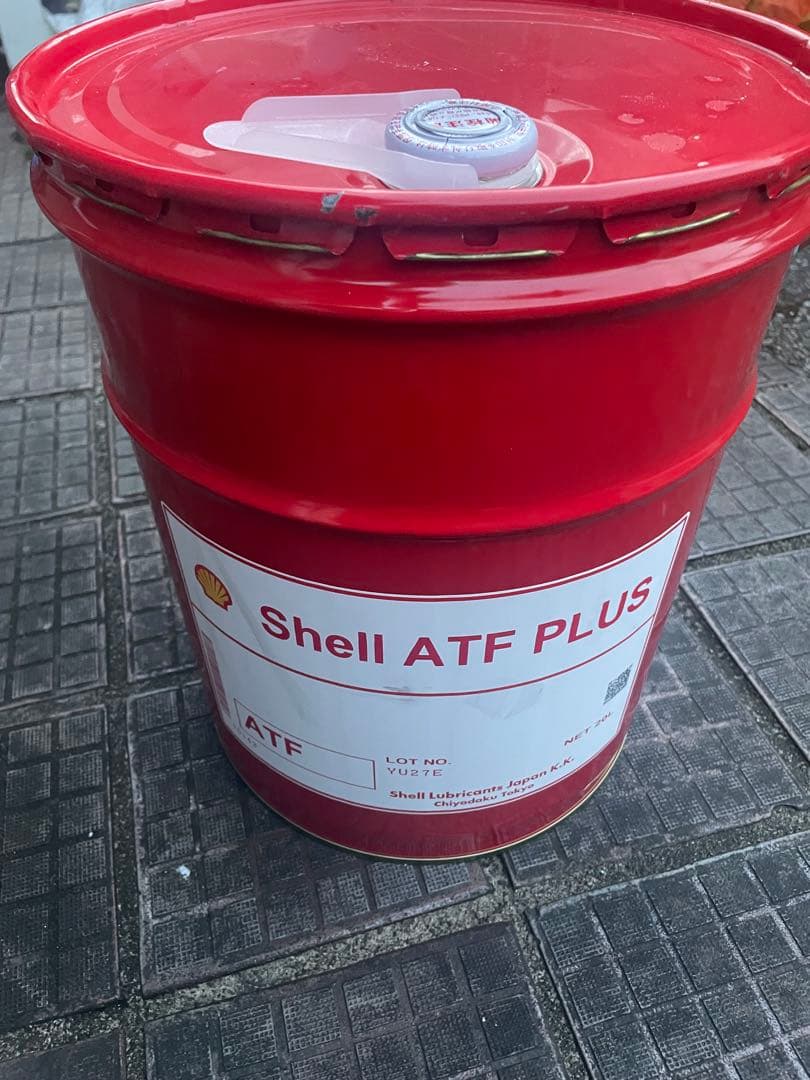 Shell ATF PLUS
ATF
NET 20L
LOT NO.
YU27E
Shell Lubricants Japan K.K.
Chiyodaku Tokyo